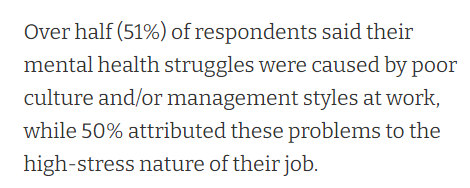 Over half (51%) of respondents said their
mental health struggles were caused by poor
culture and/or management styles at work,
while 50% attributed these problems to the
high-stress nature of their job.